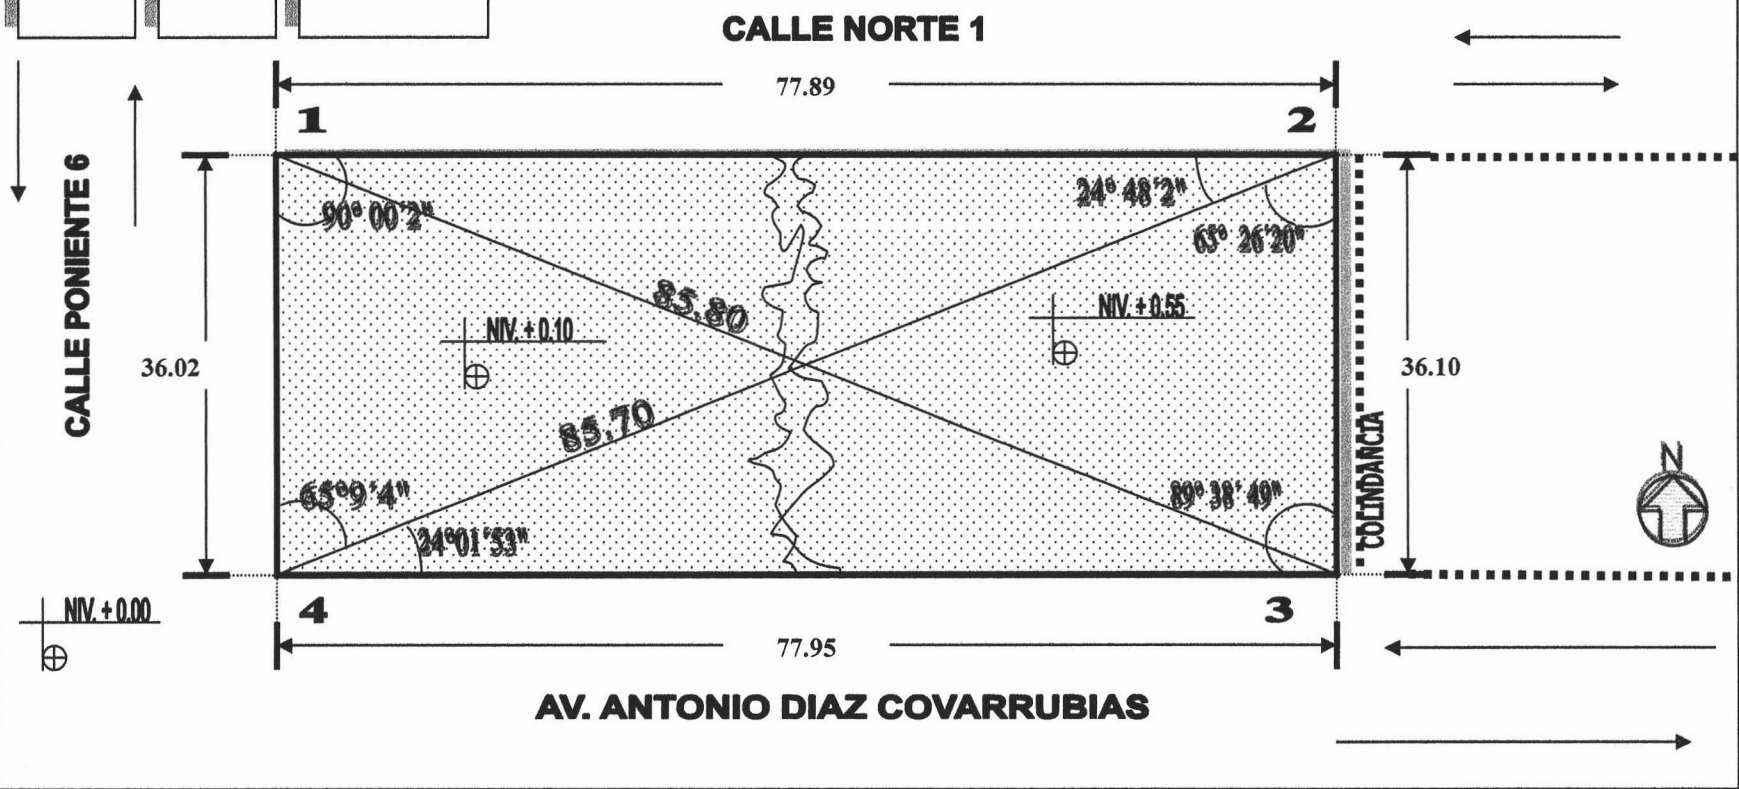 CALLE NORTE 1
77.89
1
2
CALLE PONIENTE 6
90° 00'2"
24° 48'2"
65° 26'20"
85.80
NIV. + 0.10
NIV. + 0.55
36.02
36.10
85.70
65°9'4"
24°01'53"
89° 38' 49"
COLINDANCIA
N
NIV. + 0.00
4
3
77.95
AV. ANTONIO DIAZ COVARRUBIAS